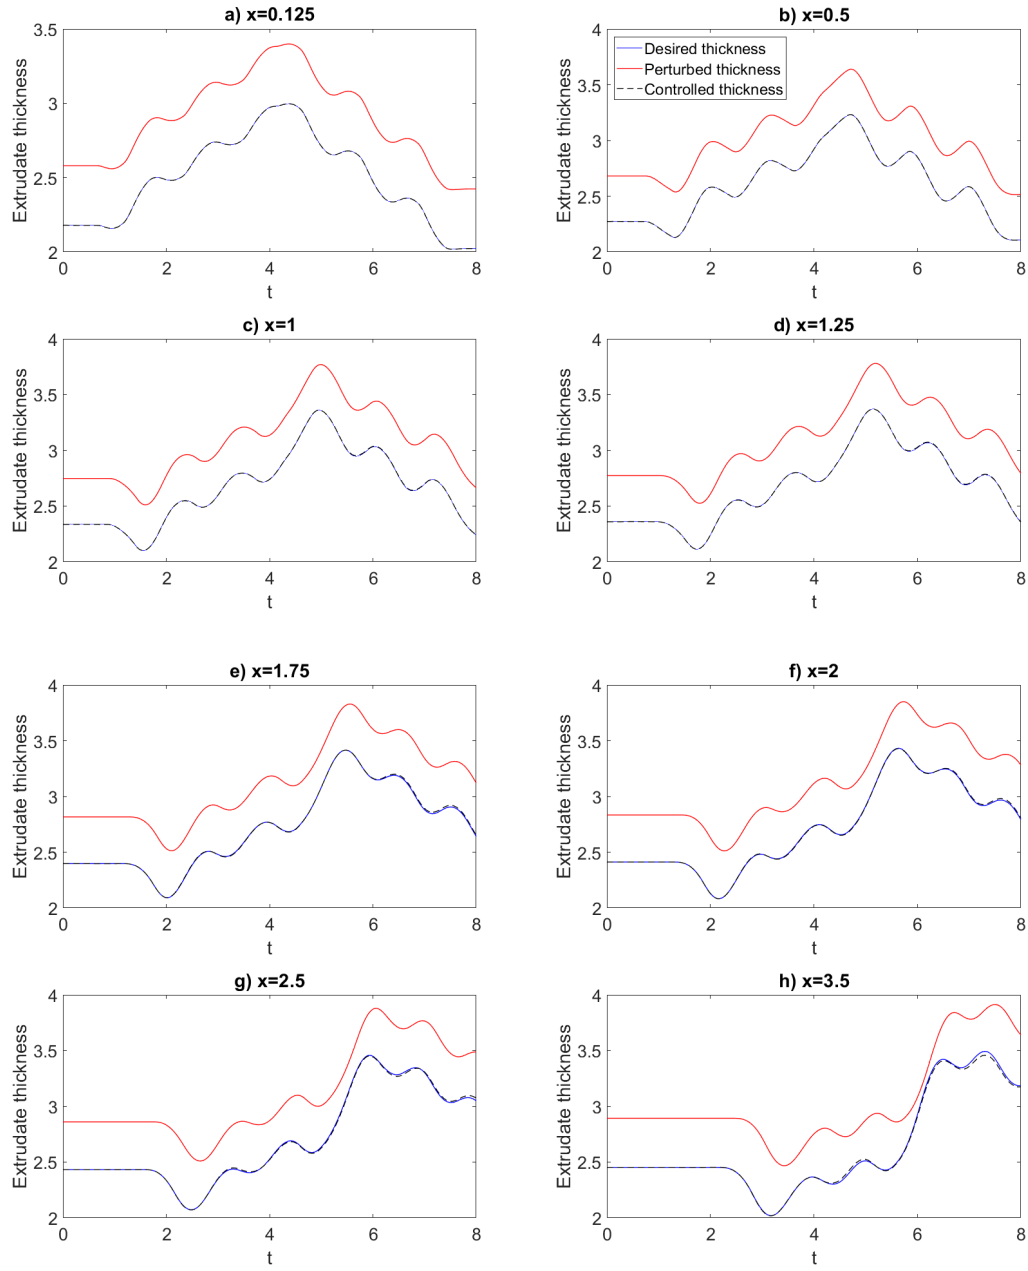 a) x=0.125
Extrudate thickness
3.5
3
2.5
2
0 2 4 6 8
t
b) x=0.5
Extrudate thickness
4
3.5
3
2.5
2
0 2 4 6 8
t
Desired thickness
Perturbed thickness
Controlled thickness
c) x=1
Extrudate thickness
4
3.5
3
2.5
2
0 2 4 6 8
t
d) x=1.25
Extrudate thickness
4
3.5
3
2.5
2
0 2 4 6 8
t
e) x=1.75
Extrudate thickness
4
3.5
3
2.5
2
0 2 4 6 8
t
f) x=2
Extrudate thickness
4
3.5
3
2.5
2
0 2 4 6 8
t
g) x=2.5
Extrudate thickness
4
3.5
3
2.5
2
0 2 4 6 8
t
h) x=3.5
Extrudate thickness
4
3.5
3
2.5
2
0 2 4 6 8
t